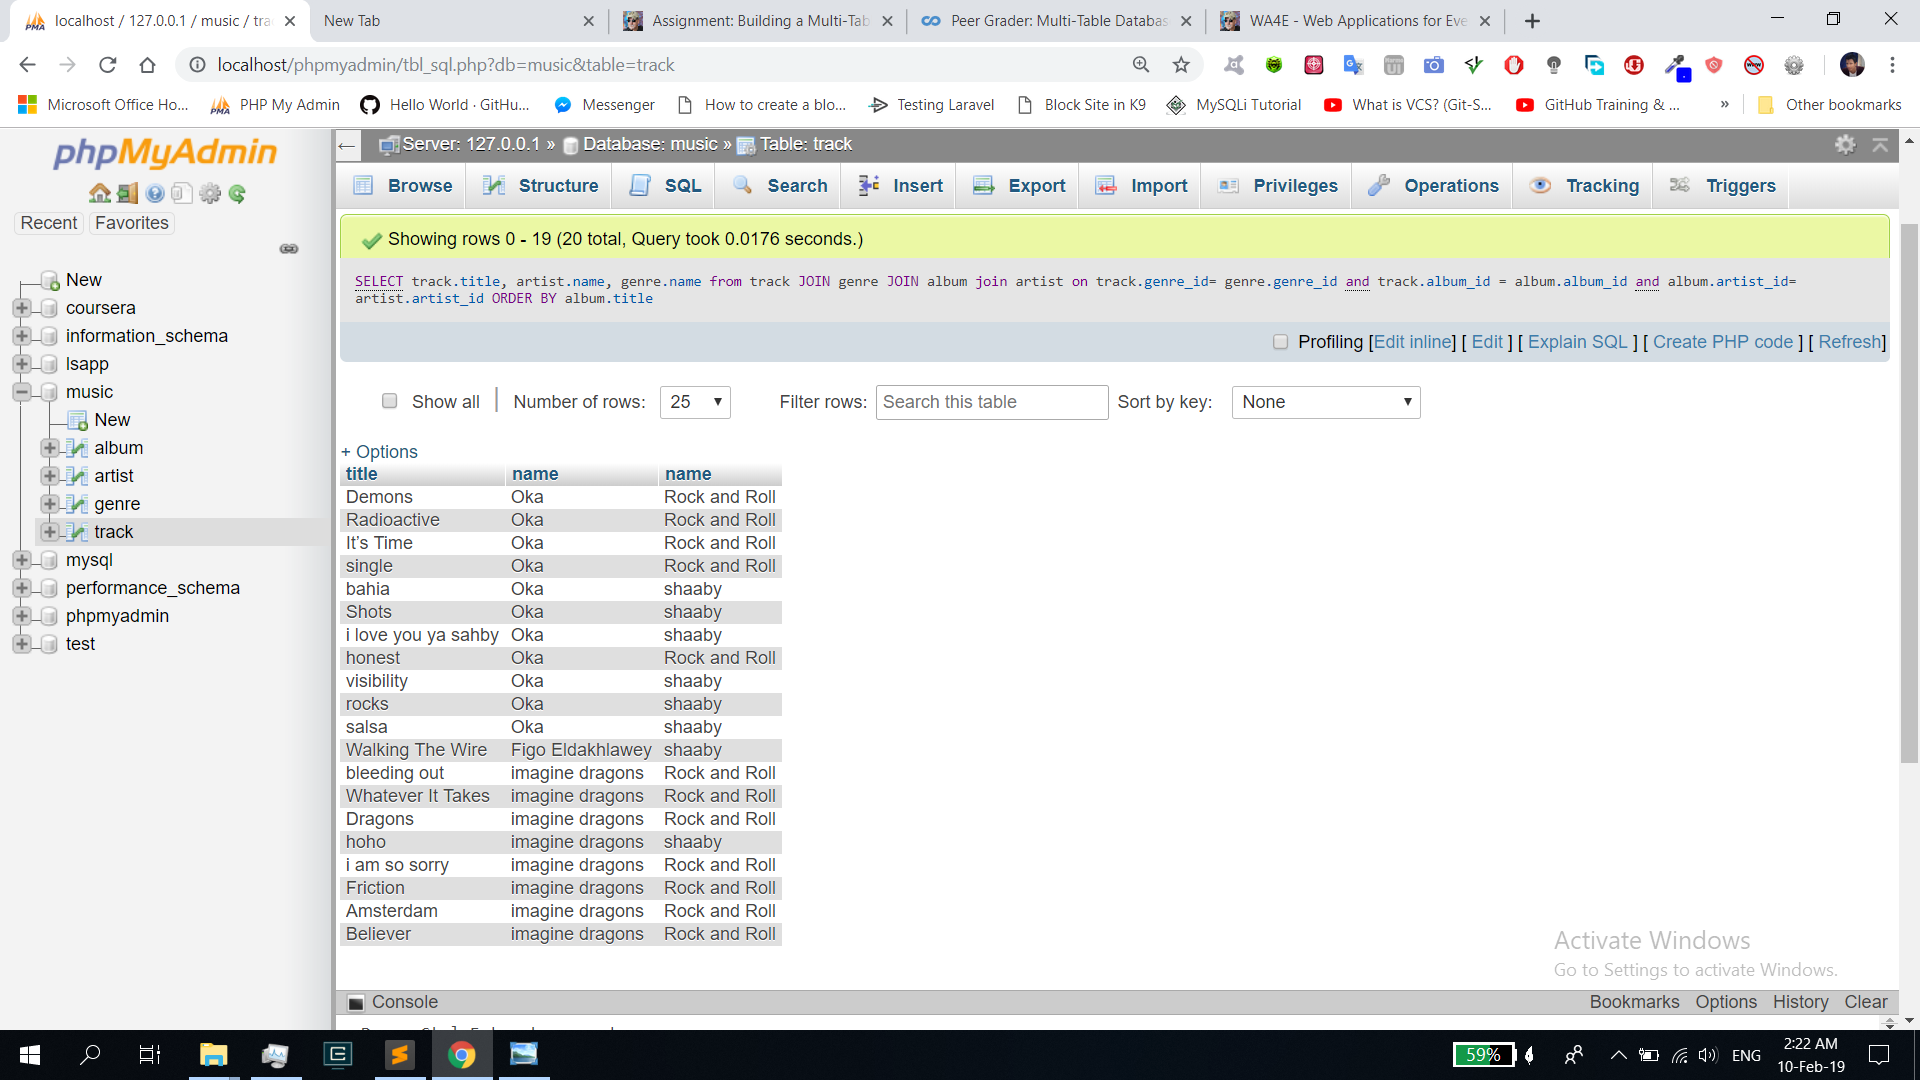 localhost / 127.0.0.1 / music / tra
New Tab
Assignment: Building a Multi-Tab
Peer Grader: Multi-Table Databas
WA4E - Web Applications for Eve
localhost/phpmyadmin/tbl_sql.php?db=music&table=track
Microsoft Office Ho...
PHP My Admin
Hello World · GitHu...
Messenger
How to create a blo...
Testing Laravel
Block Site in K9
MySQLi Tutorial
What is VCS? (Git-S...
GitHub Training & ...
»
Other bookmarks
phpMyAdmin
Recent
Favorites
New
coursera
information_schema
lsapp
music
New
album
artist
genre
track
mysql
performance_schema
phpmyadmin
test
Server: 127.0.0.1 » Database: music » Table: track
Browse
Structure
SQL
Search
Insert
Export
Import
Privileges
Operations
Tracking
Triggers
Showing rows 0 - 19 (20 total, Query took 0.0176 seconds.)
SELECT track.title, artist.name, genre.name from track JOIN genre JOIN album join artist on track.genre_id= genre.genre_id and track.album_id = album.album_id and album.artist_id=
artist.artist_id ORDER BY album.title
Profiling [Edit inline] [ Edit ] [ Explain SQL ] [ Create PHP code ] [ Refresh]
Show all | Number of rows: 25 Filter rows: Search this table Sort by key: None
+ Options
title name name
Demons Oka Rock and Roll
Radioactive Oka Rock and Roll
It's Time Oka Rock and Roll
single Oka Rock and Roll
bahia Oka shaaby
Shots Oka shaaby
i love you ya sahby Oka shaaby
honest Oka Rock and Roll
visibility Oka shaaby
rocks Oka shaaby
salsa Oka shaaby
Walking The Wire Figo Eldakhlawey shaaby
bleeding out imagine dragons Rock and Roll
Whatever It Takes imagine dragons Rock and Roll
Dragons imagine dragons Rock and Roll
hoho imagine dragons shaaby
i am so sorry imagine dragons Rock and Roll
Friction imagine dragons Rock and Roll
Amsterdam imagine dragons Rock and Roll
Believer imagine dragons Rock and Roll
Activate Windows
Go to Settings to activate Windows.
Console
Bookmarks Options History Clear
59%
ENG
2:22 AM
10-Feb-19